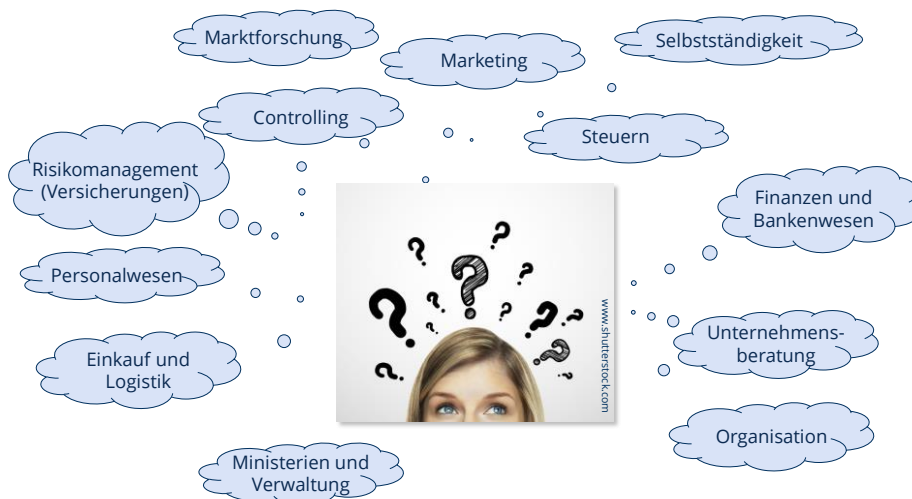 Marktforschung
Marketing
Selbstständigkeit
Controlling
Steuern
Risikomanagement
(Versicherungen)
Finanzen und
Bankenwesen
Personalwesen
www.shutterstock.com
Unternehmens-
beratung
Einkauf und
Logistik
Organisation
Ministerien und
Verwaltung